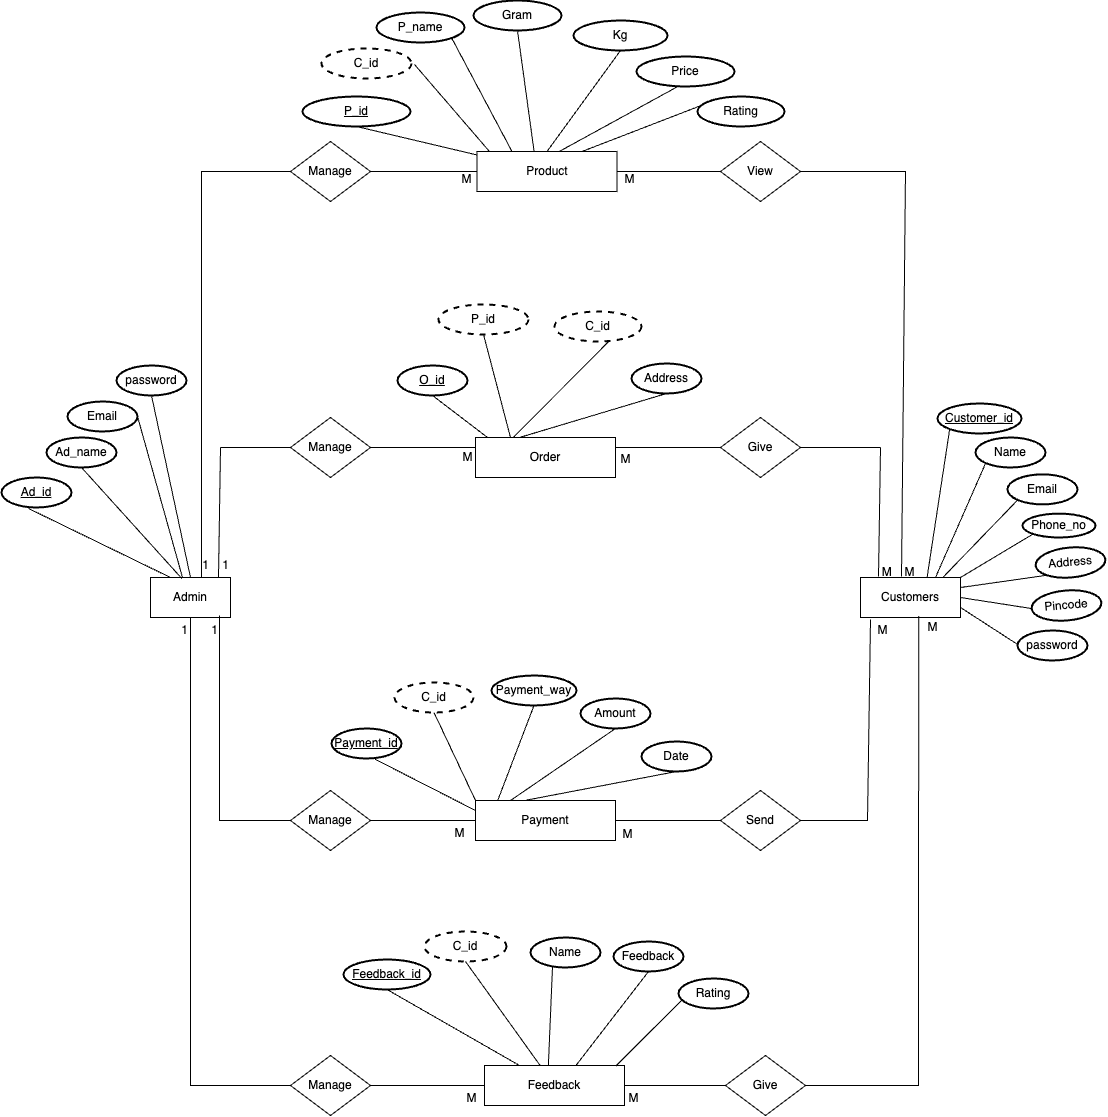 Gram
P_name
Kg
C_id
Price
P_id
Rating
Manage
Product
View
M
M
P_id
C_id
password
O_id
Address
Email
Customer_id
Manage
Order
Give
M
M
Ad_name
Name
Ad_id
Email
Phone_no
Address
1
1
M
M
Admin
Customers
Pincode
1
1
M
M
password
C_id
Payment_way
Amount
Payment_id
Date
Manage
Payment
Send
M
M
C_id
Name
Feedback
Feedback_id
Rating
Manage
Feedback
Give
M
M